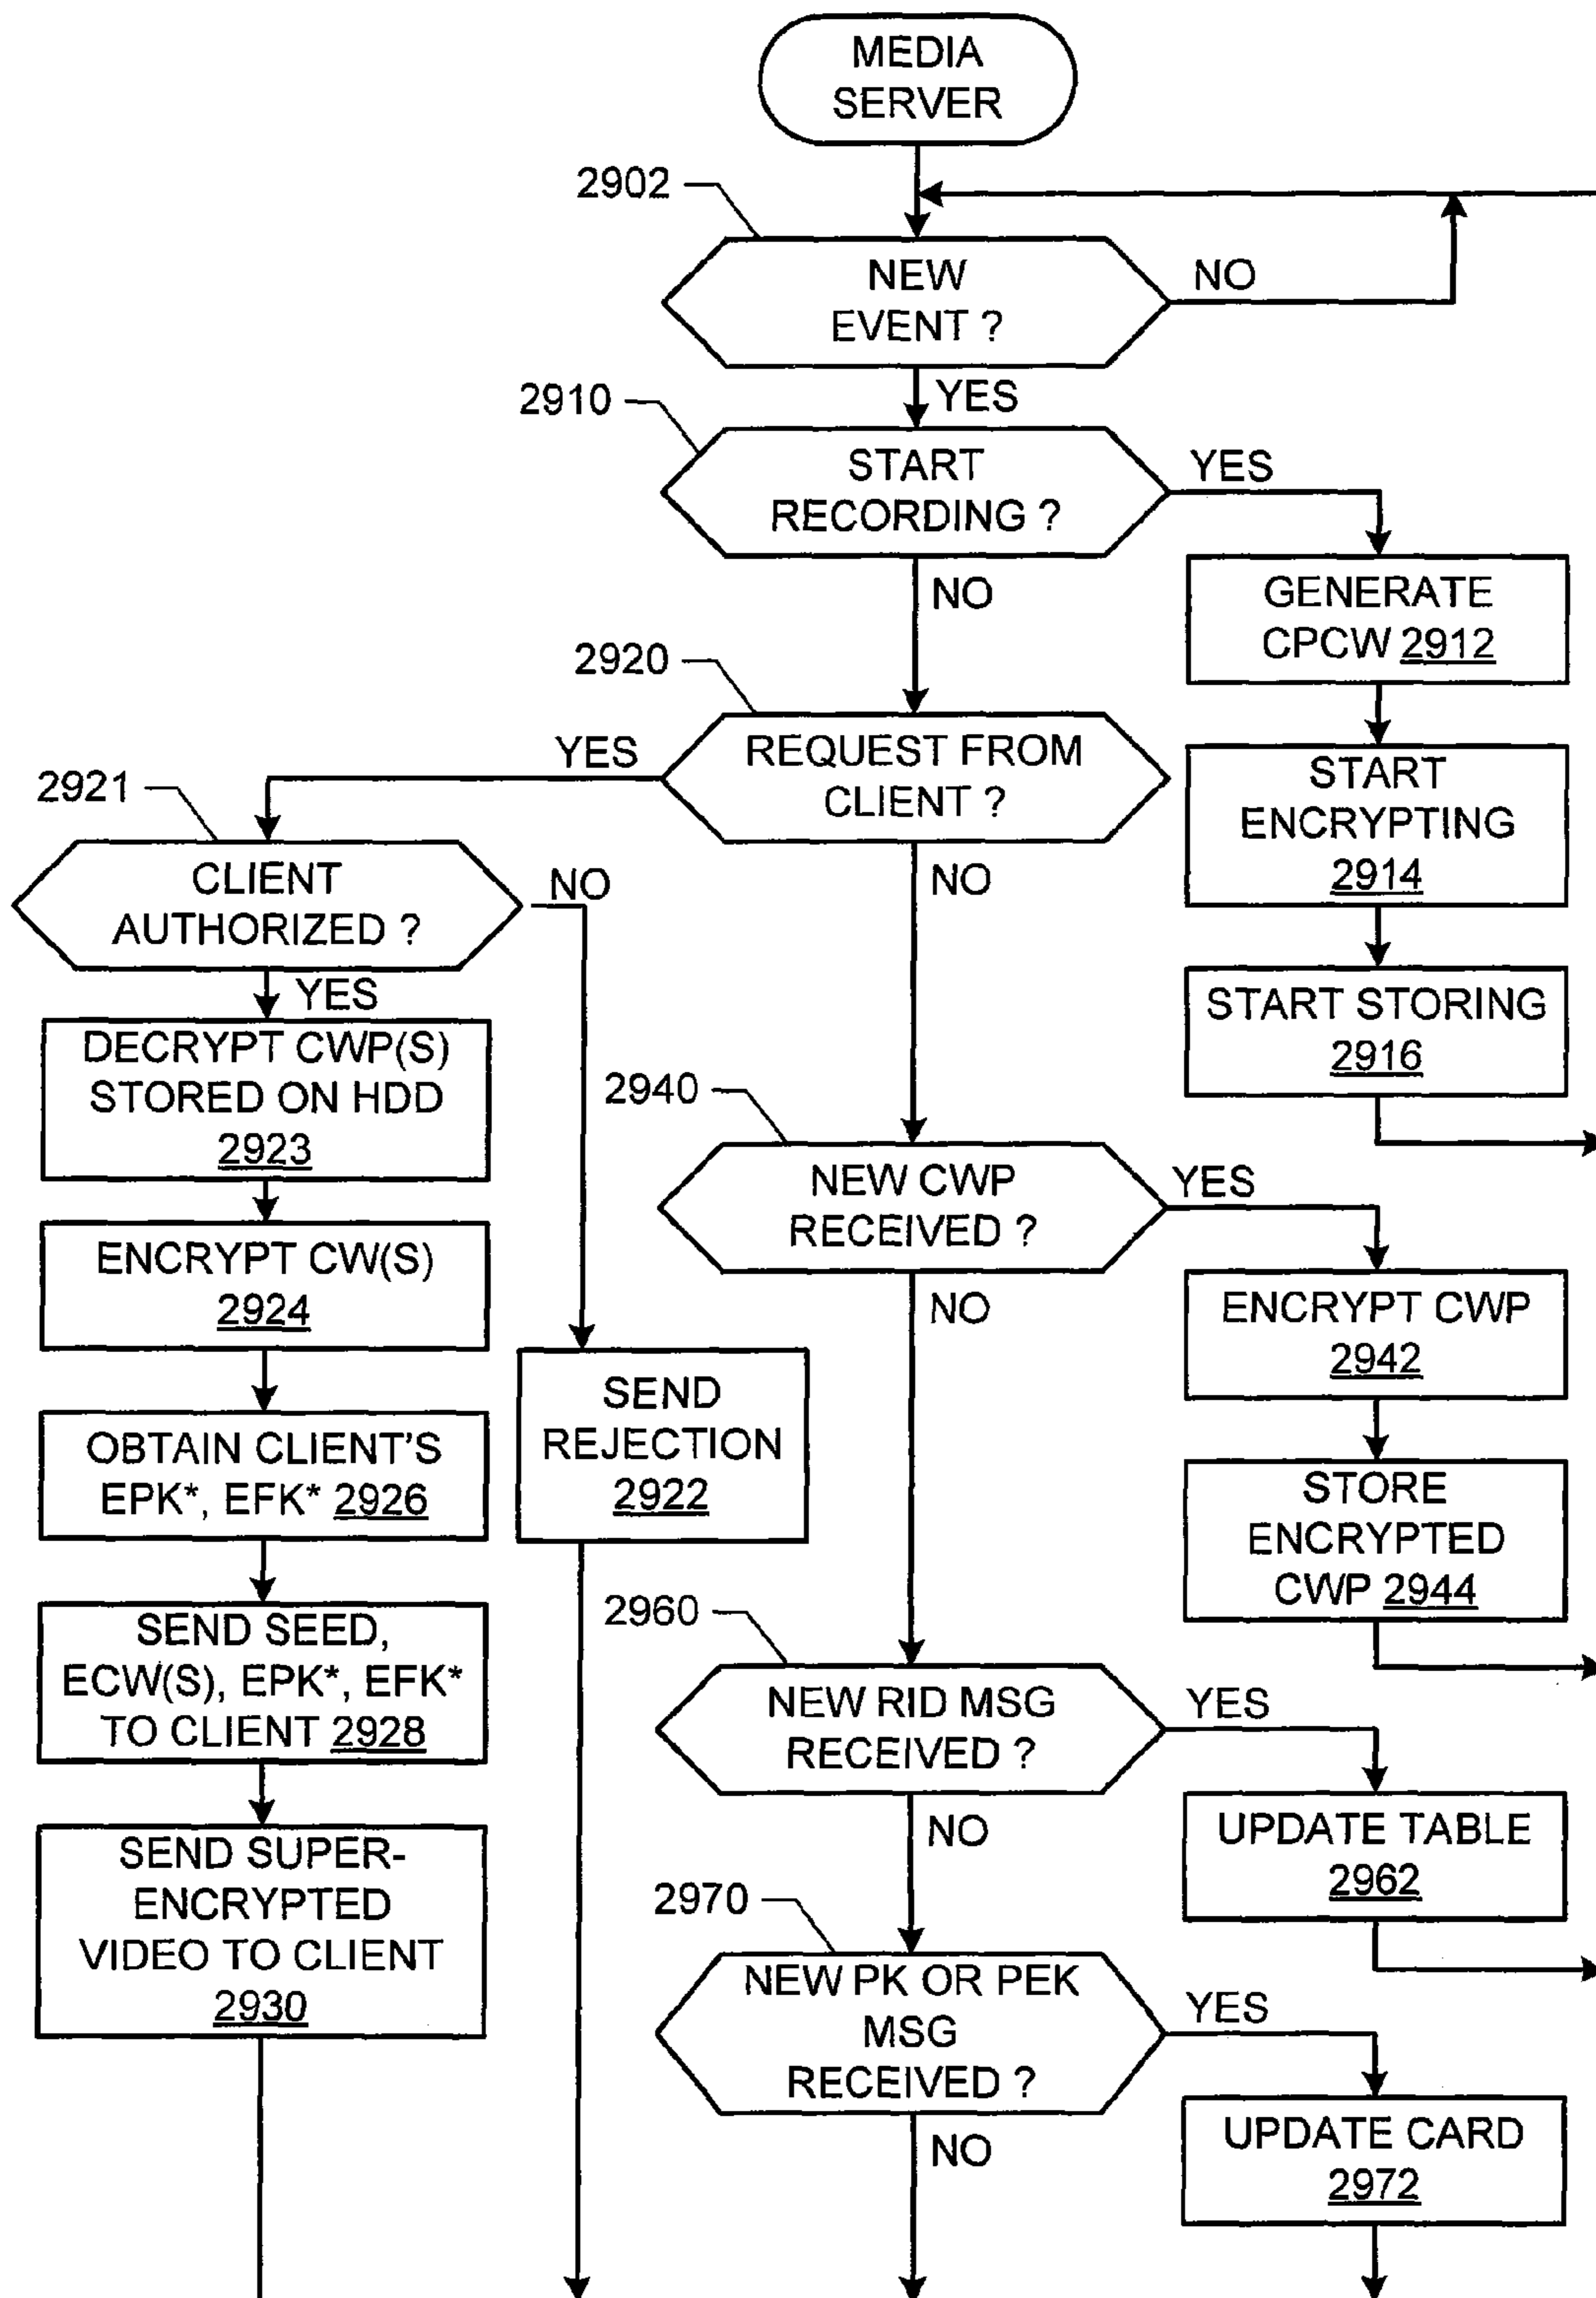 MEDIA
SERVER
2902
NEW
EVENT ?
NO
YES
2910
START
RECORDING ?
YES
NO
GENERATE
CPCW 2912
2920
REQUEST FROM
CLIENT ?
YES
NO
START
ENCRYPTING
2914
2921
CLIENT
AUTHORIZED ?
NO
YES
START STORING
2916
DECRYPT CWP(S)
STORED ON HDD
2923
2940
NEW CWP
RECEIVED ?
YES
NO
ENCRYPT CW(S)
2924
ENCRYPT CWP
2942
SEND
REJECTION
2922
OBTAIN CLIENT'S
EPK*, EFK* 2926
STORE
ENCRYPTED
CWP 2944
2960
SEND SEED,
ECW(S), EPK*, EFK*
TO CLIENT 2928
NEW RID MSG
RECEIVED ?
YES
NO
UPDATE TABLE
2962
SEND SUPER-
ENCRYPTED
VIDEO TO CLIENT
2930
2970
NEW PK OR PEK
MSG
RECEIVED ?
YES
NO
UPDATE CARD
2972